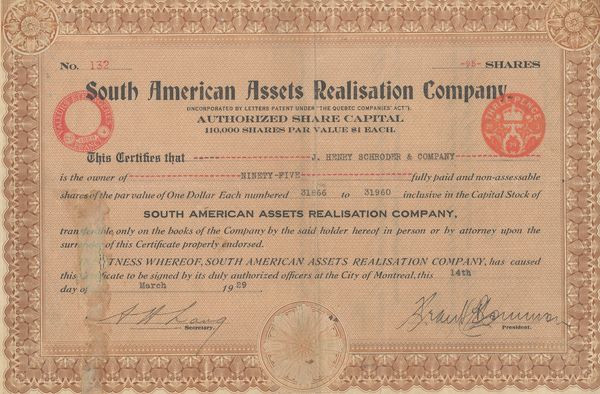 No. 132 -95- SHARES
South American Assets Realisation Company
(INCORPORATED BY LETTERS PATENT UNDER "THE QUEBEC COMPANIES' ACT").
AUTHORIZED SHARE CAPITAL
110,000 SHARES PAR VALUE $1 EACH.
THREE PENCE
This Certifies that J. HENRY SCHRODER & COMPANY
is the owner of NINETY-FIVE fully paid and non-assessable
shares of the par value of One Dollar Each numbered 31866 to 31960 inclusive in the Capital Stock of
SOUTH AMERICAN ASSETS REALISATION COMPANY,
transferable only on the books of the Company by the said holder hereof in person or by attorney upon the
surrender of this Certificate properly endorsed.
TNESS WHEREOF, SOUTH AMERICAN ASSETS REALISATION COMPANY, has caused
this Certificate to be signed by its duly authorized officers at the City of Montreal, this 14th
day of March 1929.
Secretary. President.